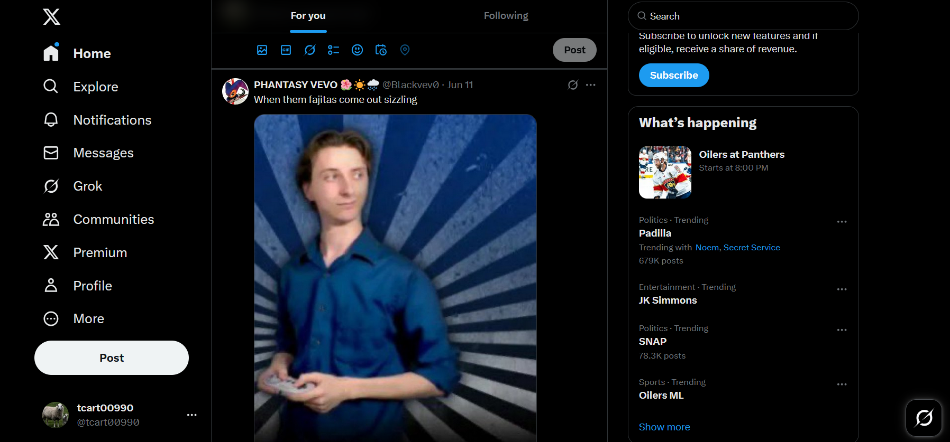 Home
Explore
Notifications
Messages
Grok
Communities
Premium
Profile
More
Post
tcart00990
@tcart00990
For you
Following
Post
PHANTASY VEVO 🌺☀️🌧️ @Blackvev0 · Jun 11
When them fajitas come out sizzling
Search
Subscribe to unlock new features and if
eligible, receive a share of revenue.
Subscribe
What's happening
Oilers at Panthers
Starts at 8:00 PM
Politics · Trending
Padilla
Trending with Noem, Secret Service
679K posts
Entertainment · Trending
JK Simmons
Politics · Trending
SNAP
78.3K posts
Sports · Trending
Oilers ML
Show more